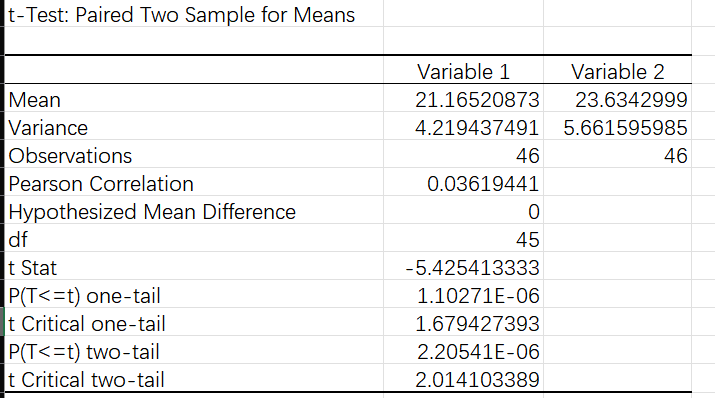 t-Test: Paired Two Sample for Means
Variable 1 Variable 2
Mean 21.16520873 23.6342999
Variance 4.219437491 5.661595985
Observations 46 46
Pearson Correlation 0.03619441
Hypothesized Mean Difference 0
df 45
t Stat -5.425413333
P(T<=t) one-tail 1.10271E-06
t Critical one-tail 1.679427393
P(T<=t) two-tail 2.20541E-06
t Critical two-tail 2.014103389